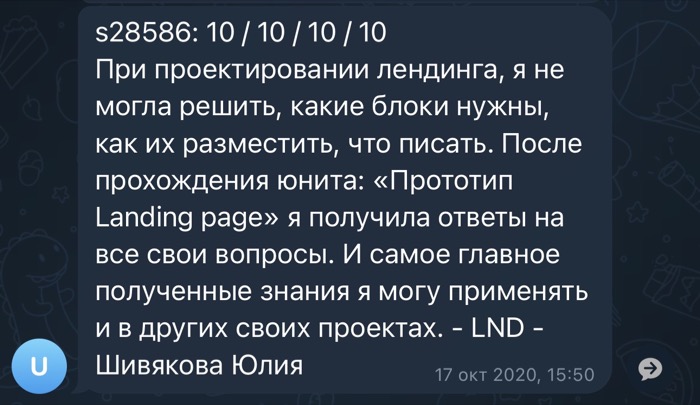 s28586: 10 / 10 / 10 / 10
При проектировании лендинга, я не
могла решить, какие блоки нужны,
как их разместить, что писать. После
прохождения юнита: «Прототип
Landing page» я получила ответы на
все свои вопросы. И самое главное
полученные знания я могу применять
и в других своих проектах. - LND -
Шивякова Юлия
17 окт 2020, 15:50
U